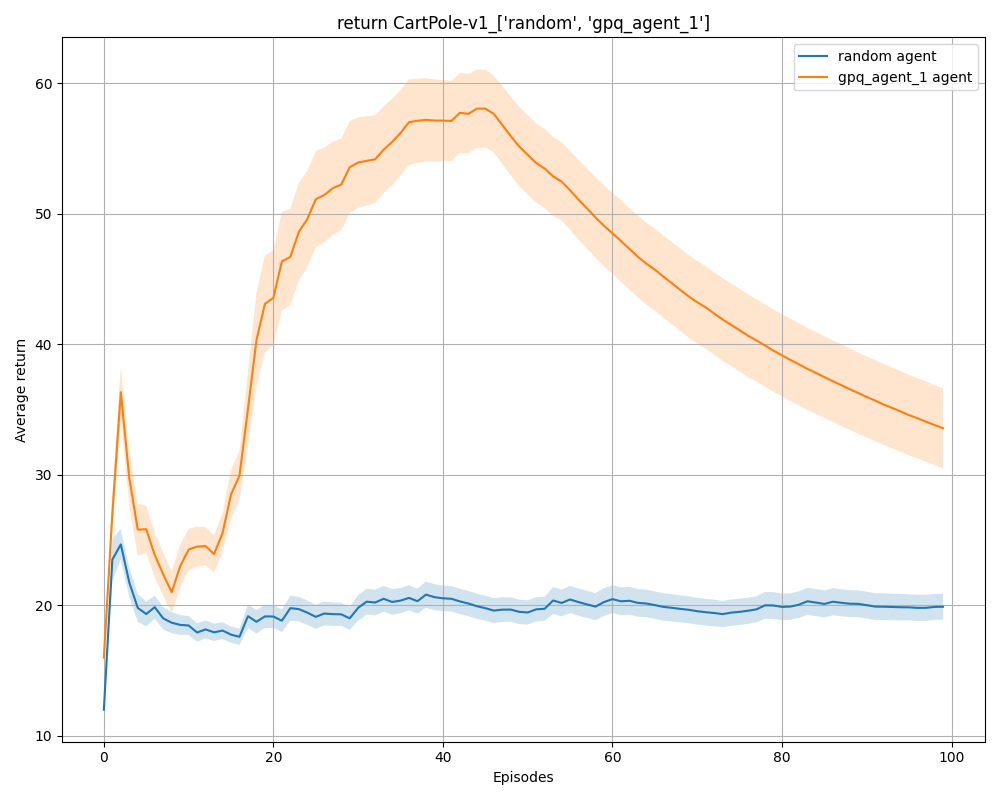 return CartPole-v1_['random', 'gpq_agent_1']
random agent
gpq_agent_1 agent
Average return
60
50
40
30
20
10
0 20 40 60 80 100
Episodes